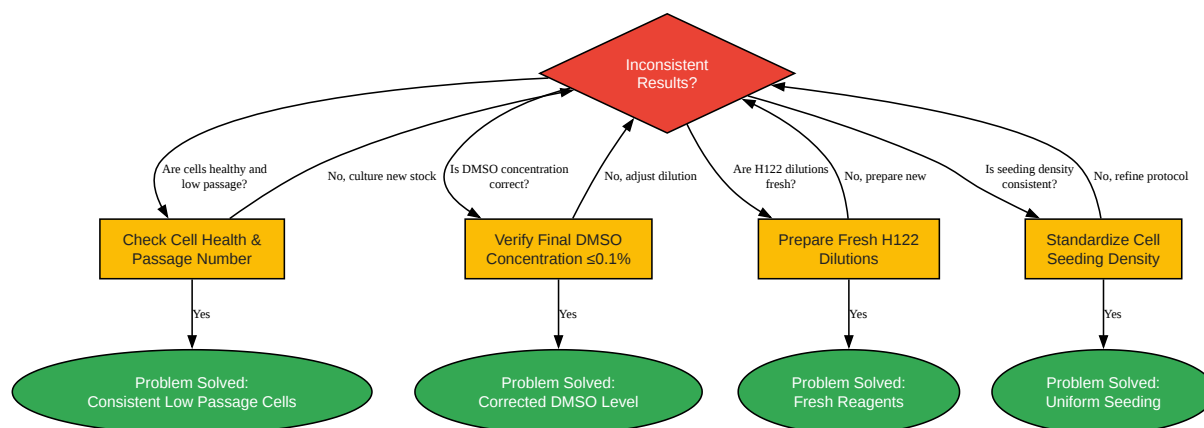 Inconsistent
Results?
Are cells healthy and
low passage?
No, culture new stock
Is DMSO concentration
correct?
No, adjust dilution
Are H122 dilutions
fresh?
No, prepare new
Is seeding density
consistent?
No, refine protocol
Check Cell Health &
Passage Number
Verify Final DMSO
Concentration ≤0.1%
Prepare Fresh H122
Dilutions
Standardize Cell
Seeding Density
Yes
Yes
Yes
Yes
Problem Solved:
Consistent Low Passage Cells
Problem Solved:
Corrected DMSO Level
Problem Solved:
Fresh Reagents
Problem Solved:
Uniform Seeding